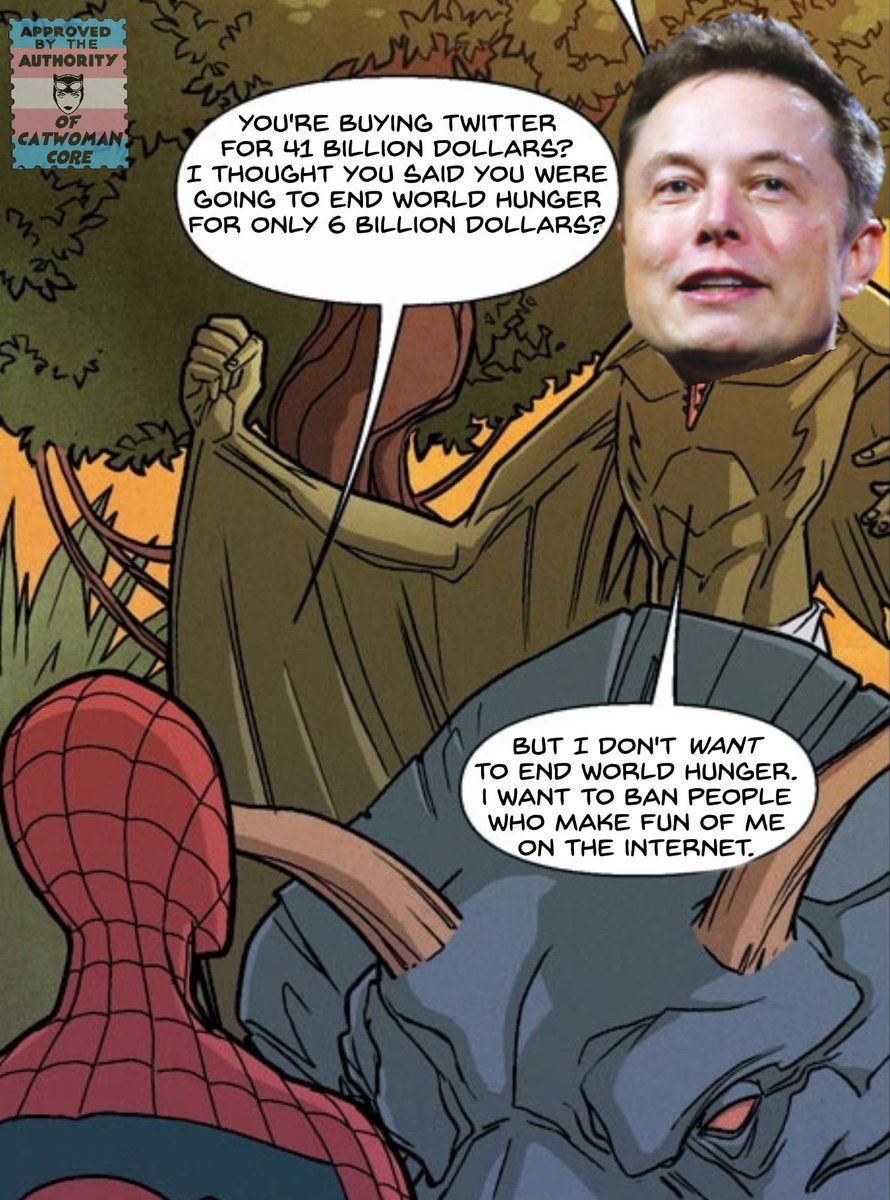 APPROVED
BY THE
AUTHORITY
OF
CATWOMAN
CORE
YOU'RE BUYING TWITTER
FOR 41 BILLION DOLLARS?
I THOUGHT YOU SAID YOU WERE
GOING TO END WORLD HUNGER
FOR ONLY 6 BILLION DOLLARS?
BUT I DON'T WANT
TO END WORLD HUNGER.
I WANT TO BAN PEOPLE
WHO MAKE FUN OF ME
ON THE INTERNET.